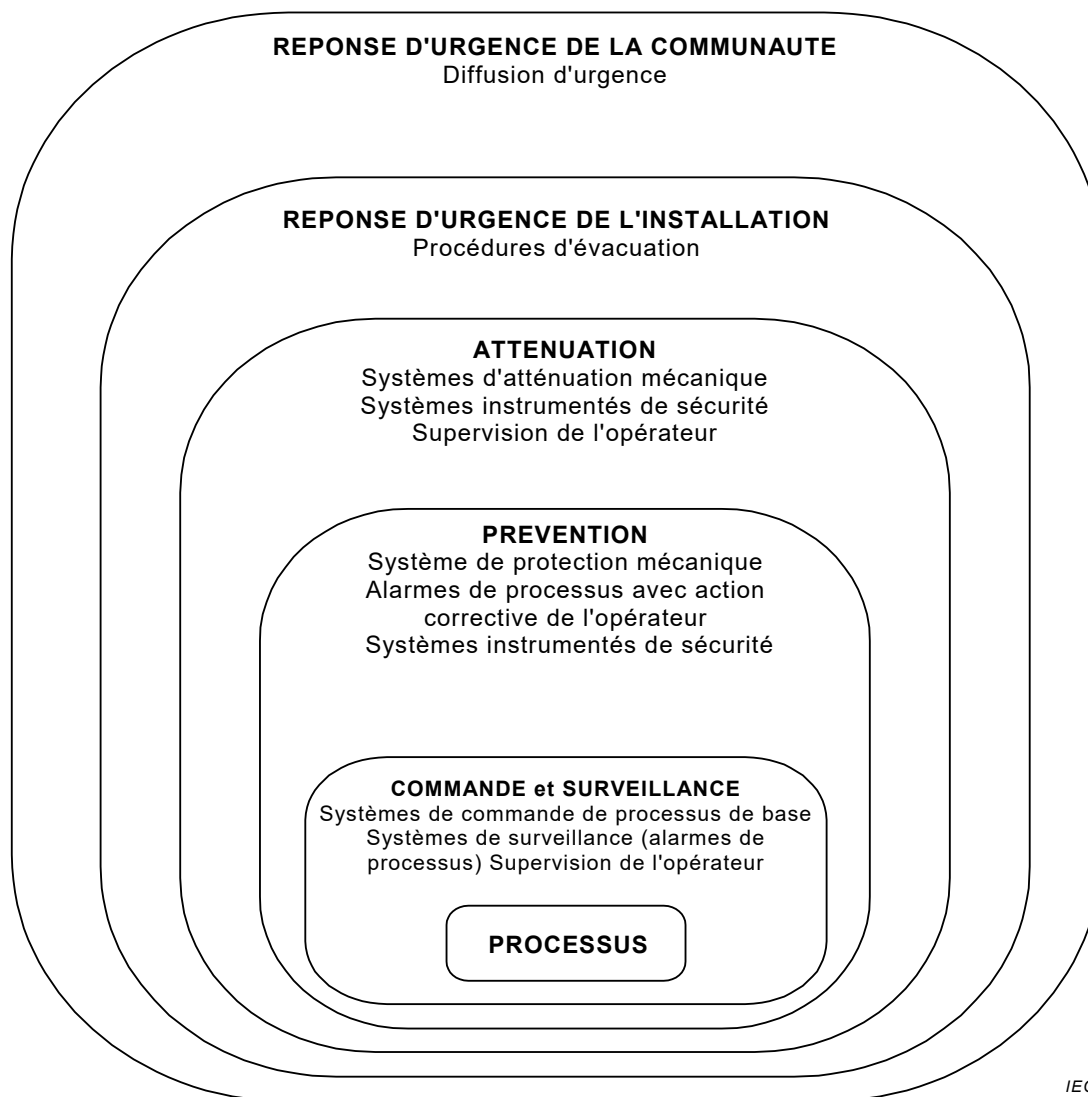 REPONSE D'URGENCE DE LA COMMUNAUTE
Diffusion d'urgence
REPONSE D'URGENCE DE L'INSTALLATION
Procédures d'évacuation
ATTENUATION
Systèmes d'atténuation mécanique
Systèmes instrumentés de sécurité
Supervision de l'opérateur
PREVENTION
Système de protection mécanique
Alarmes de processus avec action
corrective de l'opérateur
Systèmes instrumentés de sécurité
COMMANDE et SURVEILLANCE
Systèmes de commande de processus de base
Systèmes de surveillance (alarmes de
processus) Supervision de l'opérateur
PROCESSUS
IEC